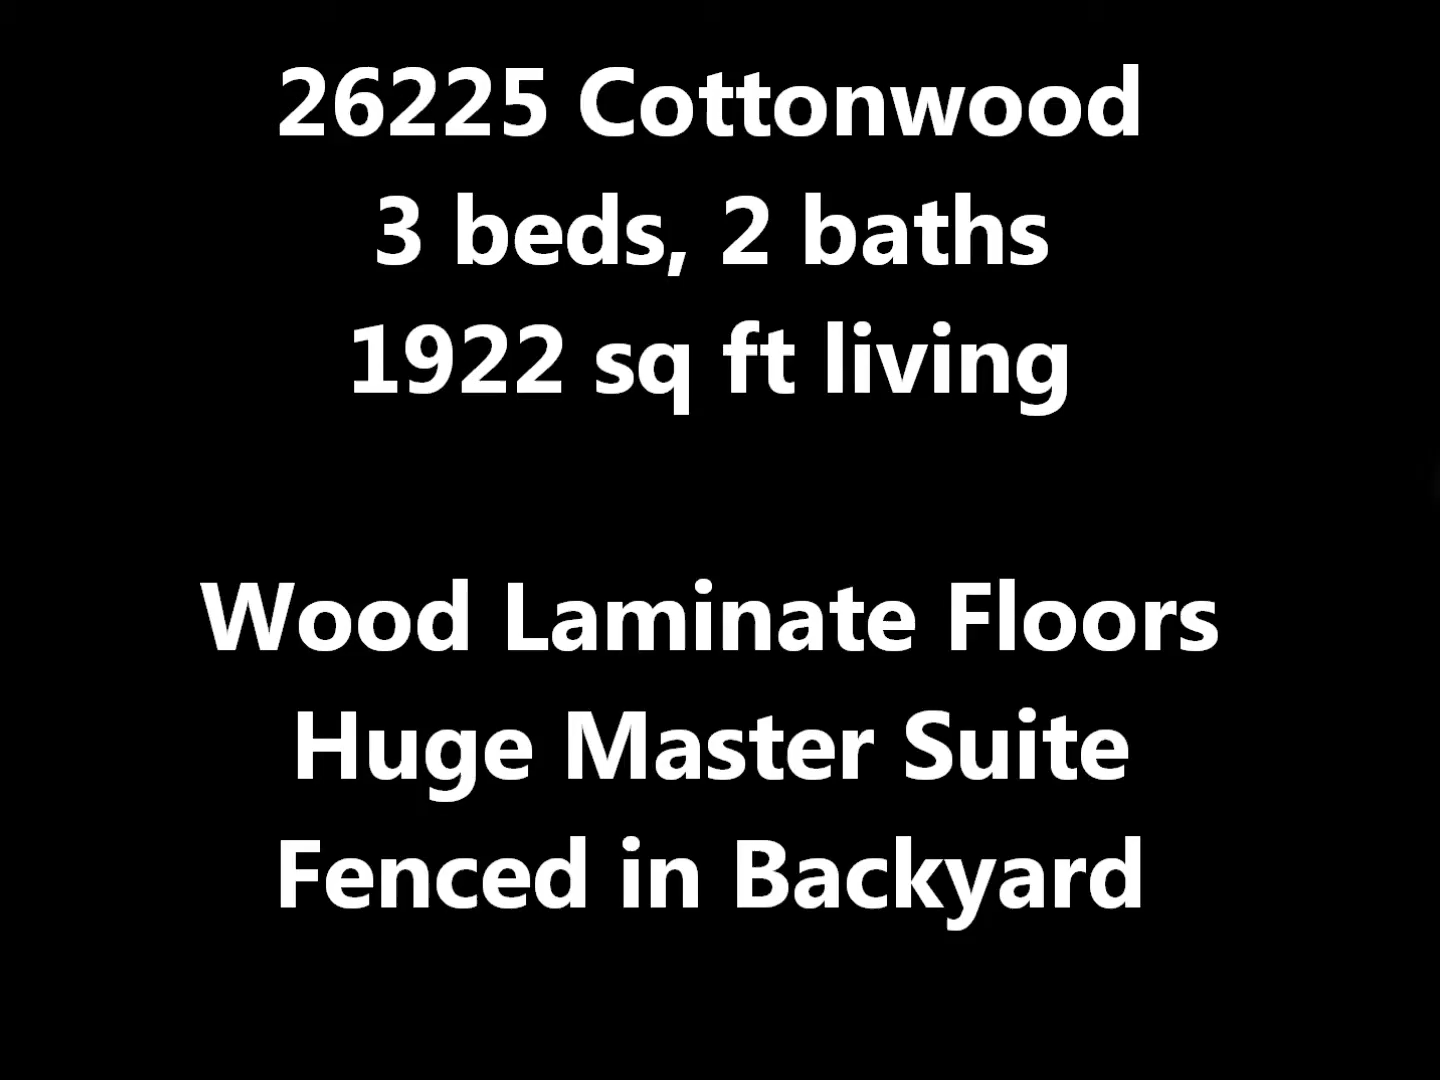 26225 Cottonwood
3 beds, 2 baths
1922 sq ft living
Wood Laminate Floors
Huge Master Suite
Fenced in Backyard